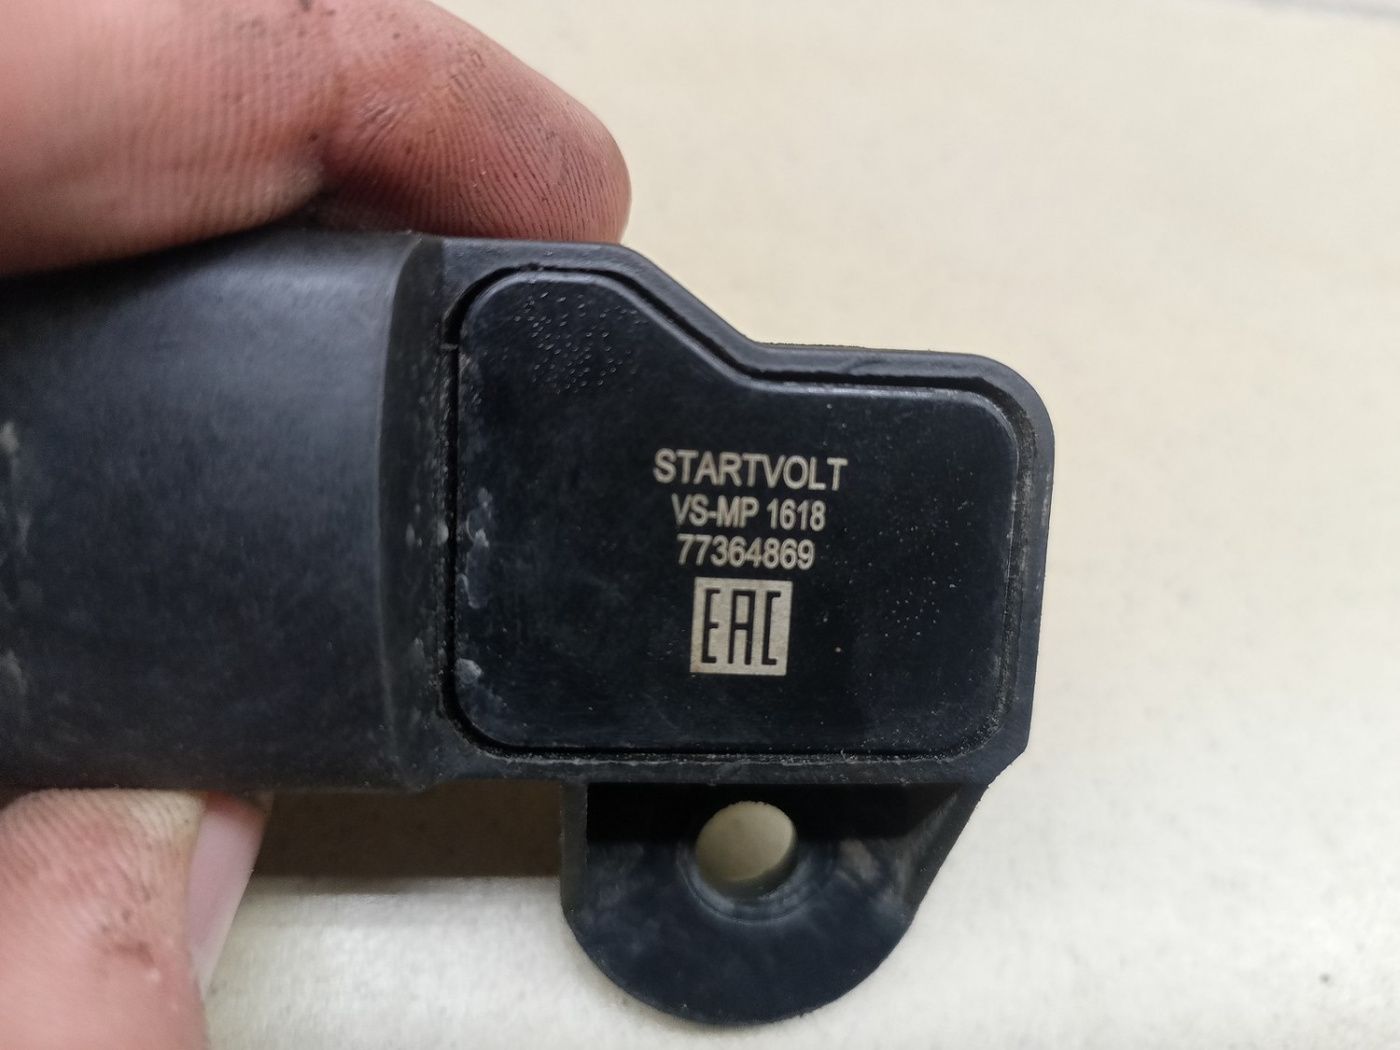 STARTVOLT
VS-MP 1618
77364869
EAC